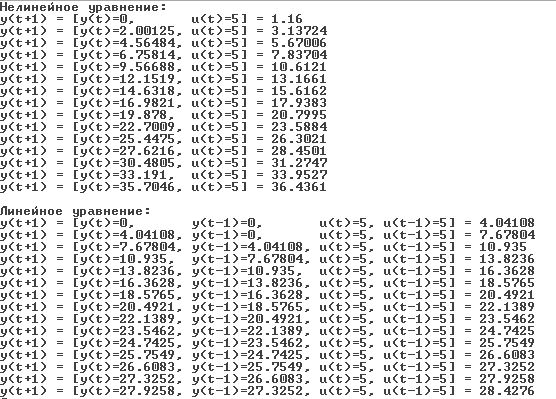 Нелинейное уравнение:
y(t+1) = [y(t)=0, u(t)=5] = 1.16
y(t+1) = [y(t)=2.00125, u(t)=5] = 3.13724
y(t+1) = [y(t)=4.56484, u(t)=5] = 5.67006
y(t+1) = [y(t)=6.75814, u(t)=5] = 7.83704
y(t+1) = [y(t)=9.56688, u(t)=5] = 10.6121
y(t+1) = [y(t)=12.1519, u(t)=5] = 13.1661
y(t+1) = [y(t)=14.6318, u(t)=5] = 15.6162
y(t+1) = [y(t)=16.9821, u(t)=5] = 17.9383
y(t+1) = [y(t)=19.878, u(t)=5] = 20.7995
y(t+1) = [y(t)=22.7009, u(t)=5] = 23.5884
y(t+1) = [y(t)=25.4475, u(t)=5] = 26.3021
y(t+1) = [y(t)=27.6216, u(t)=5] = 28.4501
y(t+1) = [y(t)=30.4805, u(t)=5] = 31.2747
y(t+1) = [y(t)=33.191, u(t)=5] = 33.9527
y(t+1) = [y(t)=35.7046, u(t)=5] = 36.4361
Линейное уравнение:
y(t+1) = [y(t)=0, y(t-1)=0, u(t)=5, u(t-1)=5] = 4.04108
y(t+1) = [y(t)=4.04108, y(t-1)=0, u(t)=5, u(t-1)=5] = 7.67804
y(t+1) = [y(t)=7.67804, y(t-1)=4.04108, u(t)=5, u(t-1)=5] = 10.935
y(t+1) = [y(t)=10.935, y(t-1)=7.67804, u(t)=5, u(t-1)=5] = 13.8236
y(t+1) = [y(t)=13.8236, y(t-1)=10.935, u(t)=5, u(t-1)=5] = 16.3628
y(t+1) = [y(t)=16.3628, y(t-1)=13.8236, u(t)=5, u(t-1)=5] = 18.5765
y(t+1) = [y(t)=18.5765, y(t-1)=16.3628, u(t)=5, u(t-1)=5] = 20.4921
y(t+1) = [y(t)=20.4921, y(t-1)=18.5765, u(t)=5, u(t-1)=5] = 22.1389
y(t+1) = [y(t)=22.1389, y(t-1)=20.4921, u(t)=5, u(t-1)=5] = 23.5462
y(t+1) = [y(t)=23.5462, y(t-1)=22.1389, u(t)=5, u(t-1)=5] = 24.7425
y(t+1) = [y(t)=24.7425, y(t-1)=23.5462, u(t)=5, u(t-1)=5] = 25.7549
y(t+1) = [y(t)=25.7549, y(t-1)=24.7425, u(t)=5, u(t-1)=5] = 26.6083
y(t+1) = [y(t)=26.6083, y(t-1)=25.7549, u(t)=5, u(t-1)=5] = 27.3252
y(t+1) = [y(t)=27.3252, y(t-1)=26.6083, u(t)=5, u(t-1)=5] = 27.9258
y(t+1) = [y(t)=27.9258, y(t-1)=27.3252, u(t)=5, u(t-1)=5] = 28.4276